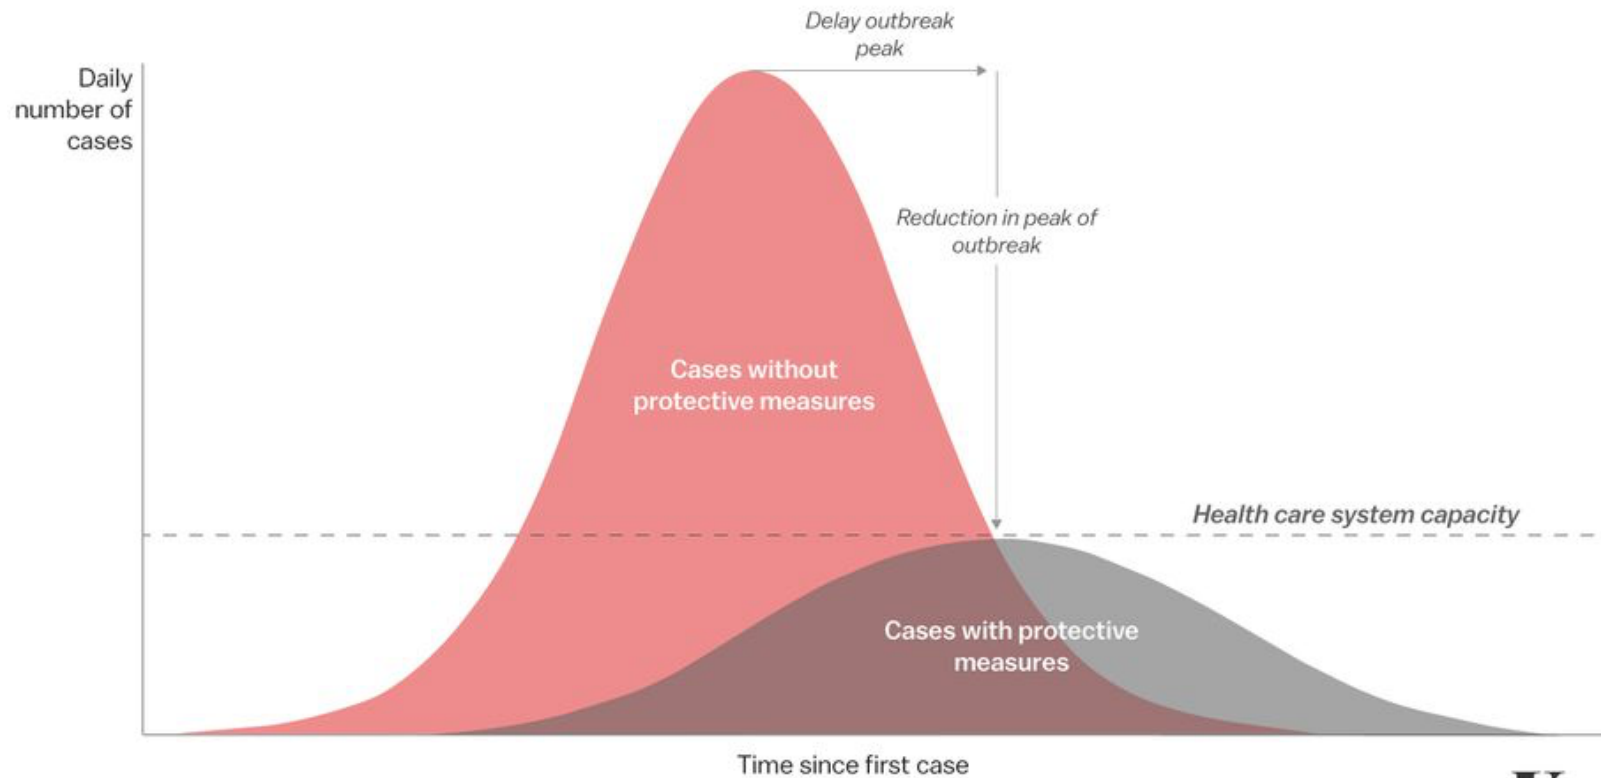 Delay outbreak
peak
Daily
number of
cases
Reduction in peak of
outbreak
Cases without
protective measures
Health care system capacity
Cases with protective
measures
Time since first case